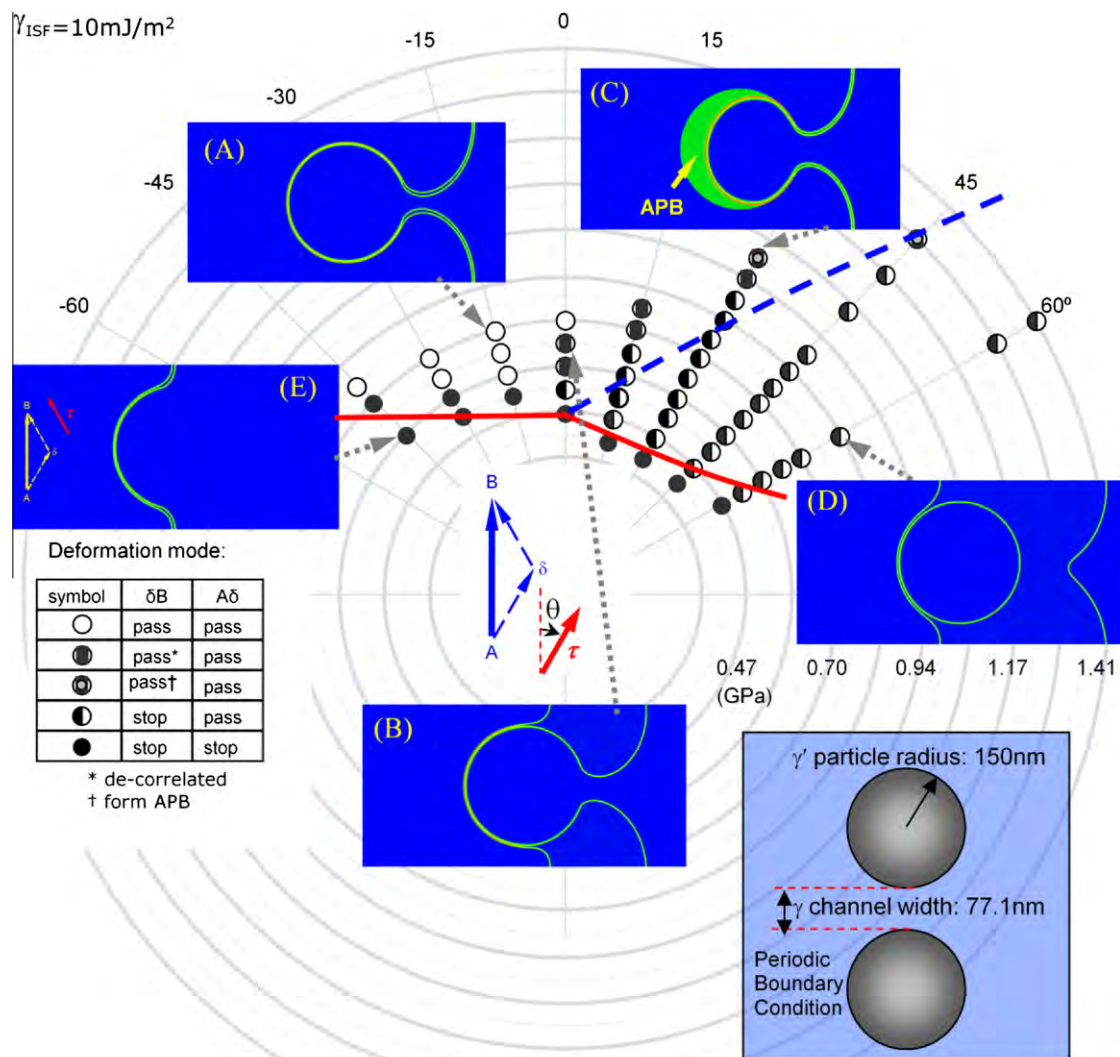 γISF=10mJ/m²
0
-15
15
-30
-45
45
-60
60º
(A)
(C)
APB
(E)
B
τ
δ
A
(D)
B
δ
θ
A
τ
Deformation mode:
symbol δB Aδ
pass pass
pass* pass
pass† pass
stop pass
stop stop
* de-correlated
† form APB
0.47 0.70 0.94 1.17 1.41
(GPa)
(B)
γ' particle radius: 150nm
γ channel width: 77.1nm
Periodic
Boundary
Condition